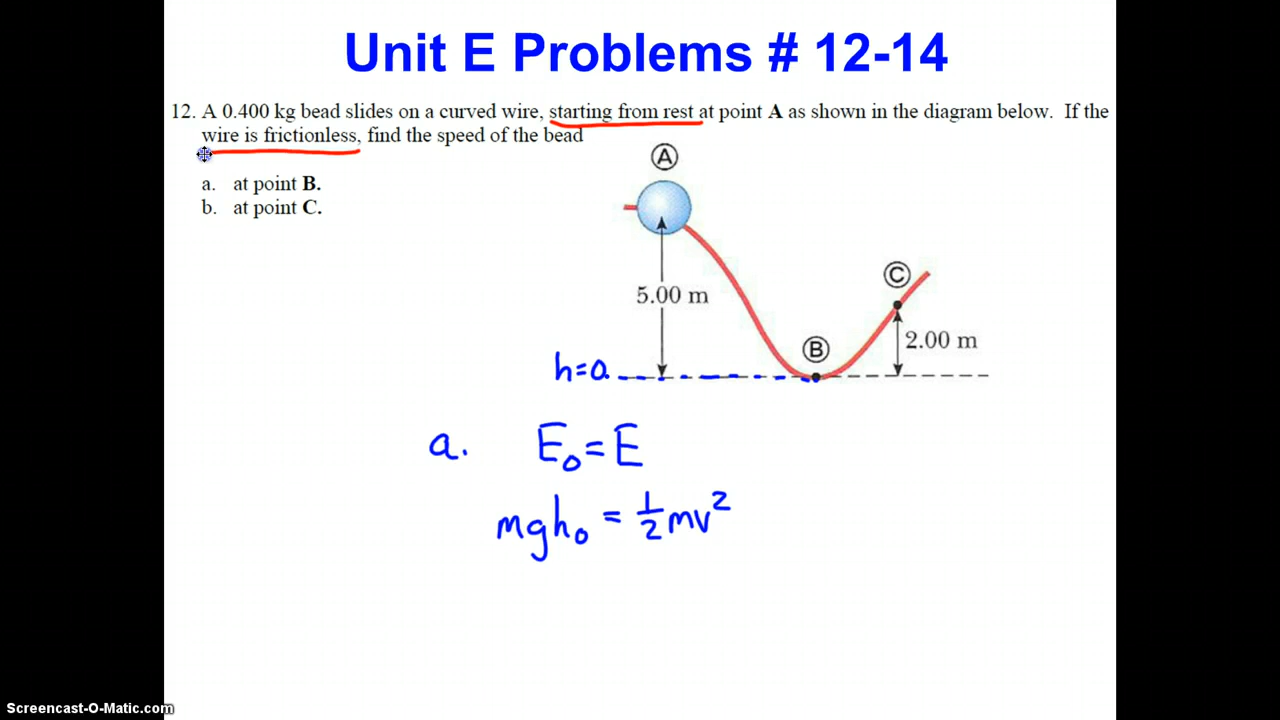 Unit E Problems # 12-14
12. A 0.400 kg bead slides on a curved wire, starting from rest at point A as shown in the diagram below. If the
wire is frictionless, find the speed of the bead
a. at point B.
b. at point C.
A
5.00 m
C
B
2.00 m
h=0
a. E₀=E
mgh₀ = ½mv²
Screencast-O-Matic.com